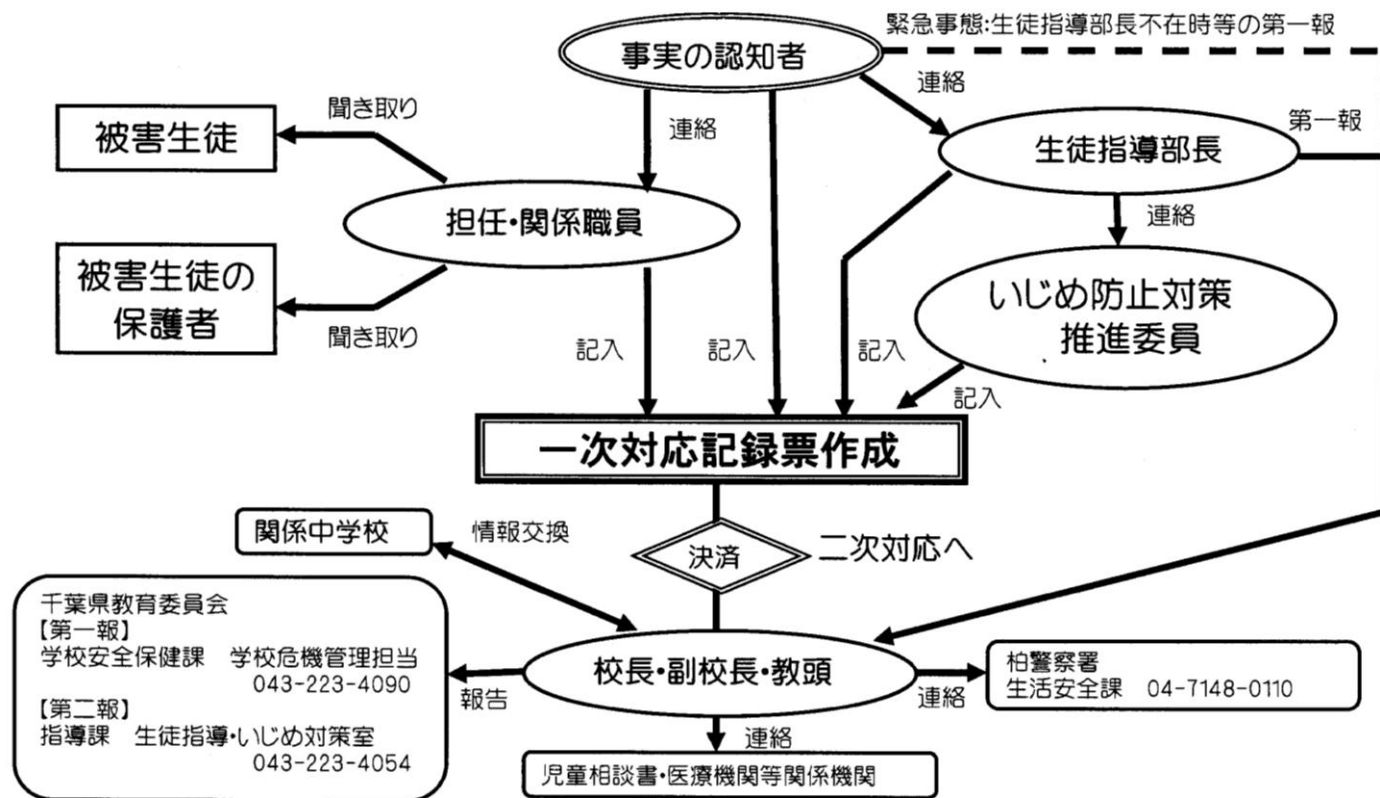 緊急事態:生徒指導部長不在時等の第一報
事実の認知者
連絡
第一報
聞き取り
被害生徒
連絡
生徒指導部長
担任・関係職員
連絡
被害生徒の
保護者
聞き取り
いじめ防止対策
推進委員
記入
記入
記入
記入
一次対応記録票作成
関係中学校
情報交換
決済
二次対応へ
千葉県教育委員会
【第一報】
学校安全保健課 学校危機管理担当
043-223-4090
【第二報】
指導課 生徒指導・いじめ対策室
043-223-4054
報告
校長・副校長・教頭
連絡
柏警察署
生活安全課 04-7148-0110
連絡
児童相談書・医療機関等関係機関